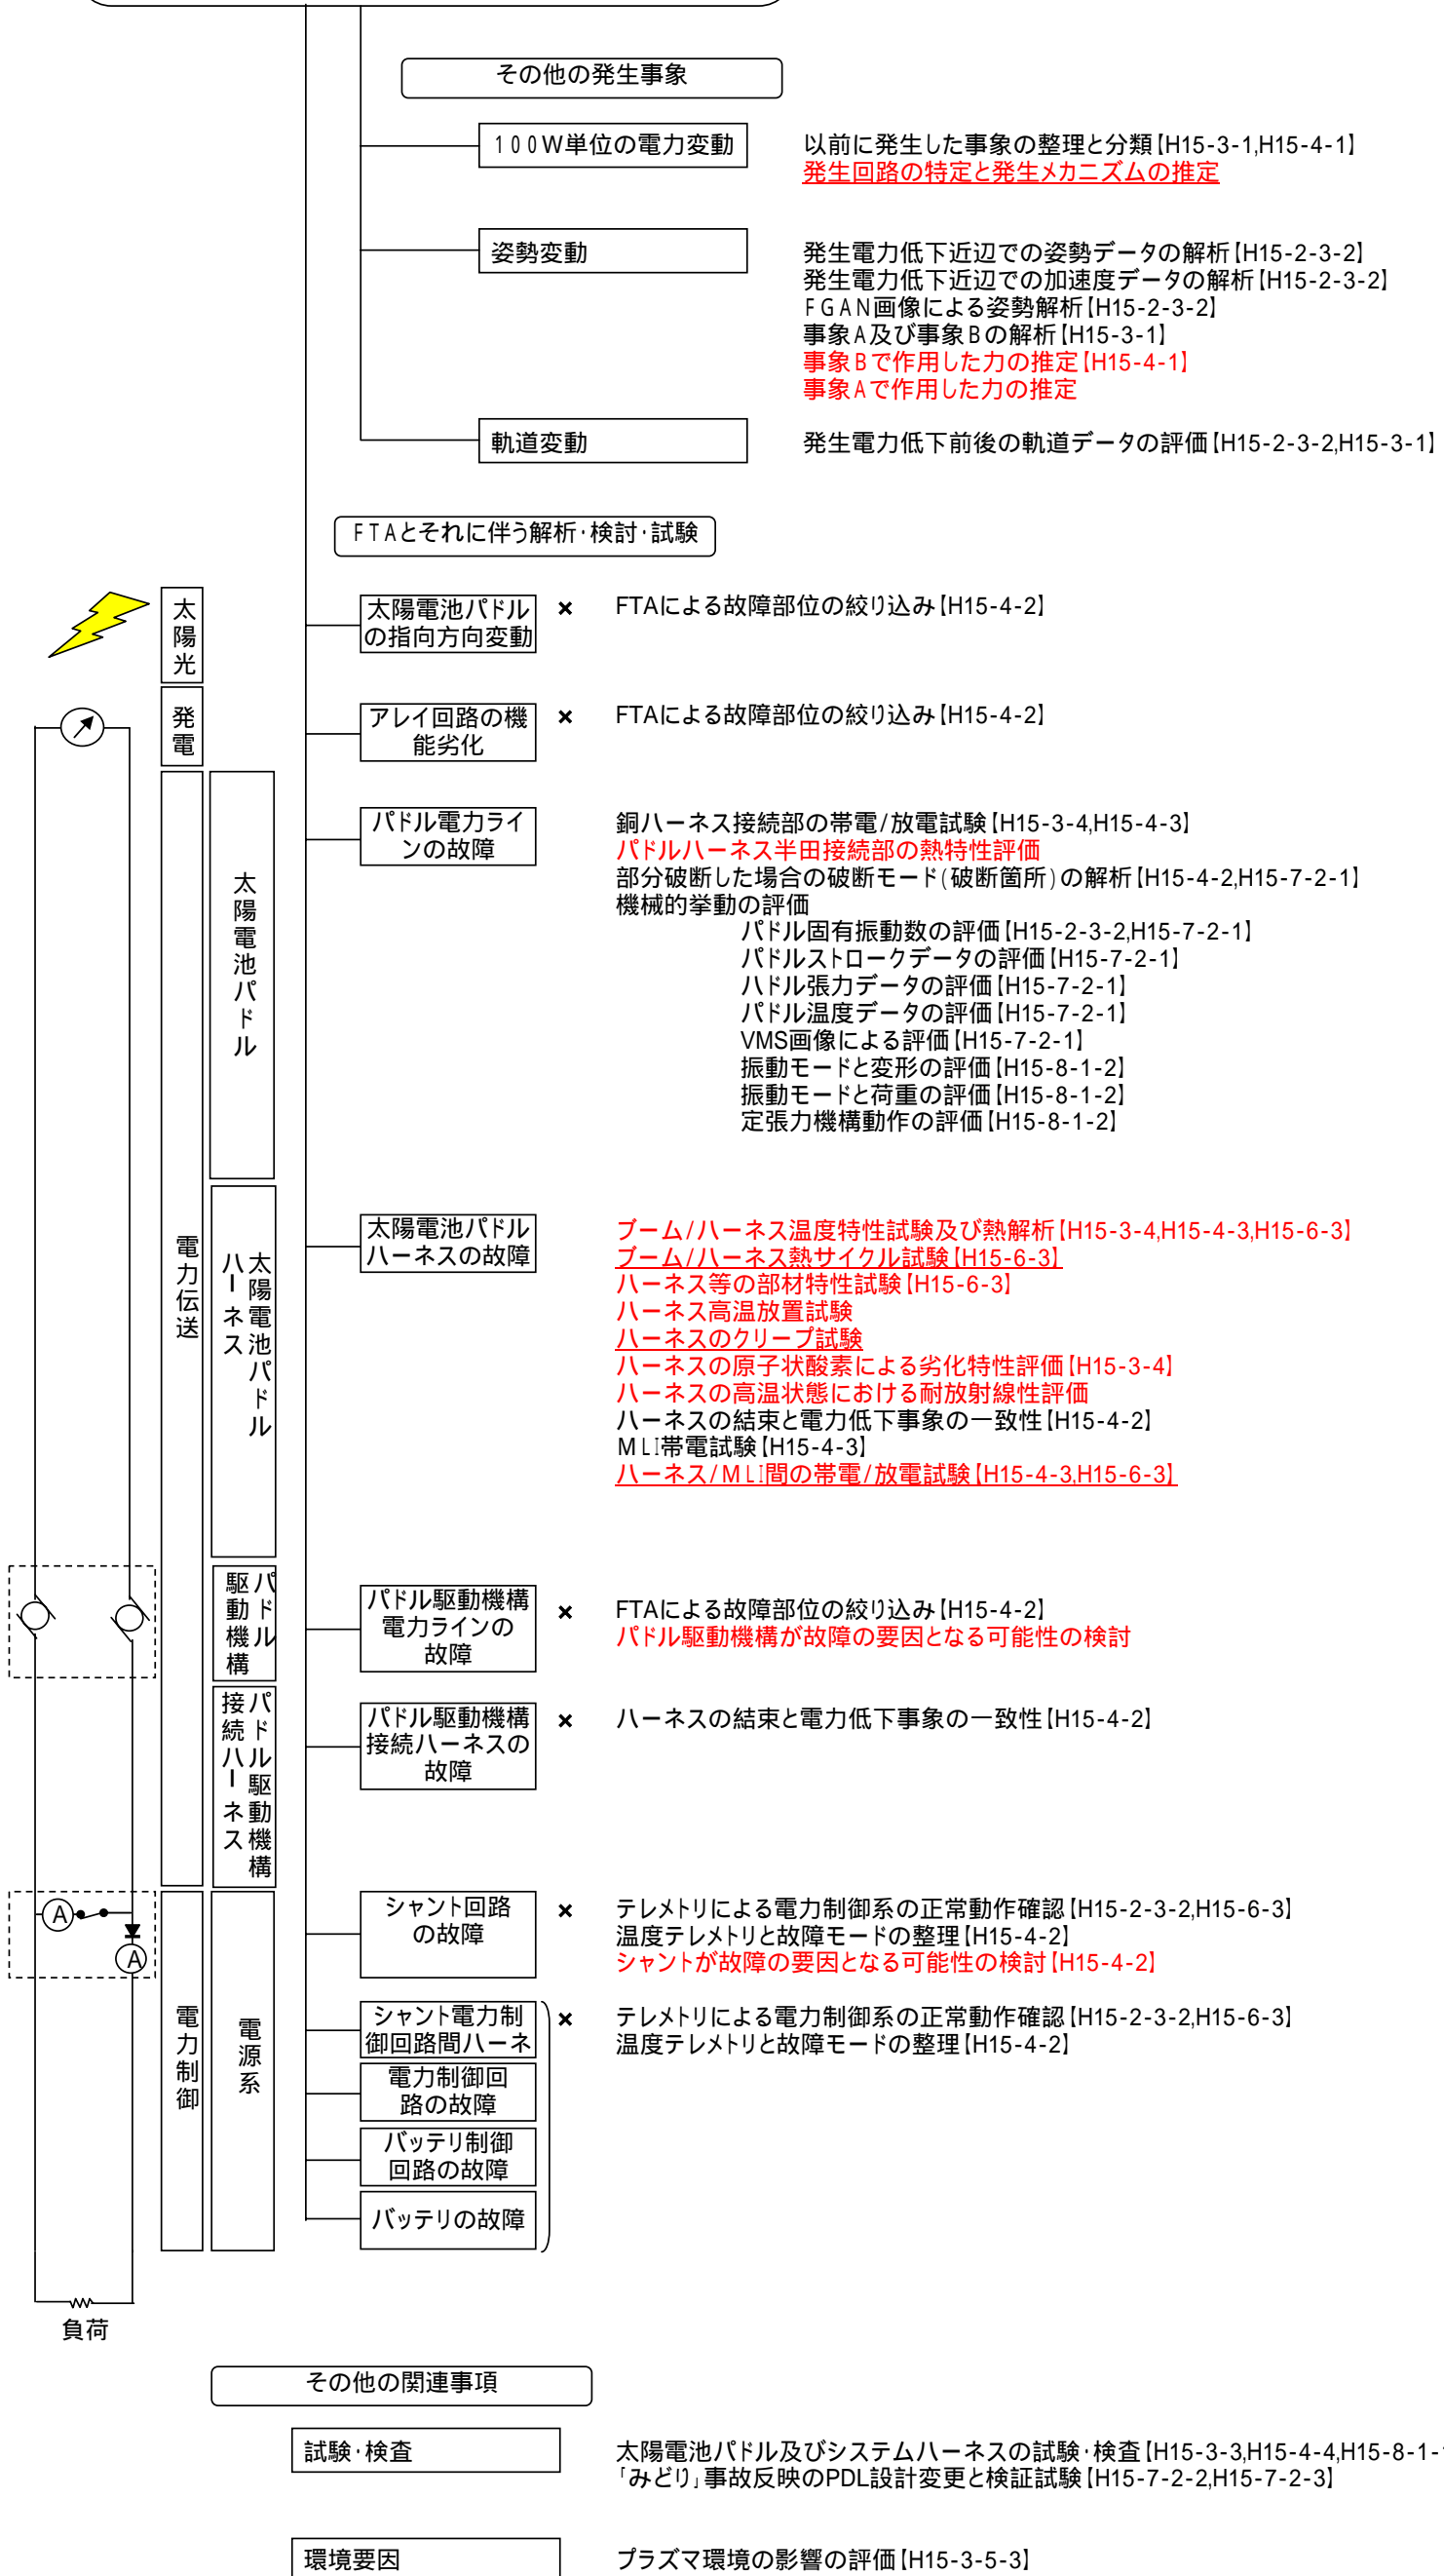 その他の発生事象
100W単位の電力変動
以前に発生した事象の整理と分類【H15-3-1,H15-4-1】
発生回路の特定と発生メカニズムの推定
姿勢変動
発生電力低下近辺での姿勢データの解析【H15-2-3-2】
発生電力低下近辺での加速度データの解析【H15-2-3-2】
FGAN画像による姿勢解析【H15-2-3-2】
事象A及び事象Bの解析【H15-3-1】
事象Bで作用した力の推定【H15-4-1】
事象Aで作用した力の推定
軌道変動
発生電力低下前後の軌道データの評価【H15-2-3-2,H15-3-1】
FTAとそれに伴う解析・検討・試験
太陽光
太陽電池パドル
の指向方向変動
×
FTAによる故障部位の絞り込み【H15-4-2】
発電
アレイ回路の機
能劣化
×
FTAによる故障部位の絞り込み【H15-4-2】
電力伝送
太陽電池パドル
パドル電力ライ
ンの故障
銅ハーネス接続部の帯電/放電試験【H15-3-4,H15-4-3】
パドルハーネス半田接続部の熱特性評価
部分破断した場合の破断モード(破断箇所)の解析【H15-4-2,H15-7-2-1】
機械的挙動の評価
パドル固有振動数の評価【H15-2-3-2,H15-7-2-1】
パドルストロークデータの評価【H15-7-2-1】
ハドル張力データの評価【H15-7-2-1】
パドル温度データの評価【H15-7-2-1】
VMS画像による評価【H15-7-2-1】
振動モードと変形の評価【H15-8-1-2】
振動モードと荷重の評価【H15-8-1-2】
定張力機構動作の評価【H15-8-1-2】
太陽電池パドル
ハーネス
太陽電池パドル
ハーネスの故障
ブーム/ハーネス温度特性試験及び熱解析【H15-3-4,H15-4-3,H15-6-3】
ブーム/ハーネス熱サイクル試験【H15-6-3】
ハーネス等の部材特性試験【H15-6-3】
ハーネス高温放置試験
ハーネスのクリープ試験
ハーネスの原子状酸素による劣化特性評価【H15-3-4】
ハーネスの高温状態における耐放射線性評価
ハーネスの結束と電力低下事象の一致性【H15-4-2】
MLI帯電試験【H15-4-3】
ハーネス/MLI間の帯電/放電試験【H15-4-3,H15-6-3】
パドル
駆動機構
パドル駆動機構
電力ラインの
故障
×
FTAによる故障部位の絞り込み【H15-4-2】
パドル駆動機構が故障の要因となる可能性の検討
パドル駆動機構
接続ハーネス
パドル駆動機構
接続ハーネスの
故障
×
ハーネスの結束と電力低下事象の一致性【H15-4-2】
A
A
電力制御
電源系
シャント回路
の故障
×
テレメトリによる電力制御系の正常動作確認【H15-2-3-2,H15-6-3】
温度テレメトリと故障モードの整理【H15-4-2】
シャントが故障の要因となる可能性の検討【H15-4-2】
シャント電力制
御回路間ハーネ
×
テレメトリによる電力制御系の正常動作確認【H15-2-3-2,H15-6-3】
温度テレメトリと故障モードの整理【H15-4-2】
電力制御回
路の故障
バッテリ制御
回路の故障
バッテリの故障
負荷
その他の関連事項
試験・検査
太陽電池パドル及びシステムハーネスの試験・検査【H15-3-3,H15-4-4,H15-8-1-
「みどり」事故反映のPDL設計変更と検証試験【H15-7-2-2,H15-7-2-3】
環境要因
プラズマ環境の影響の評価【H15-3-5-3】